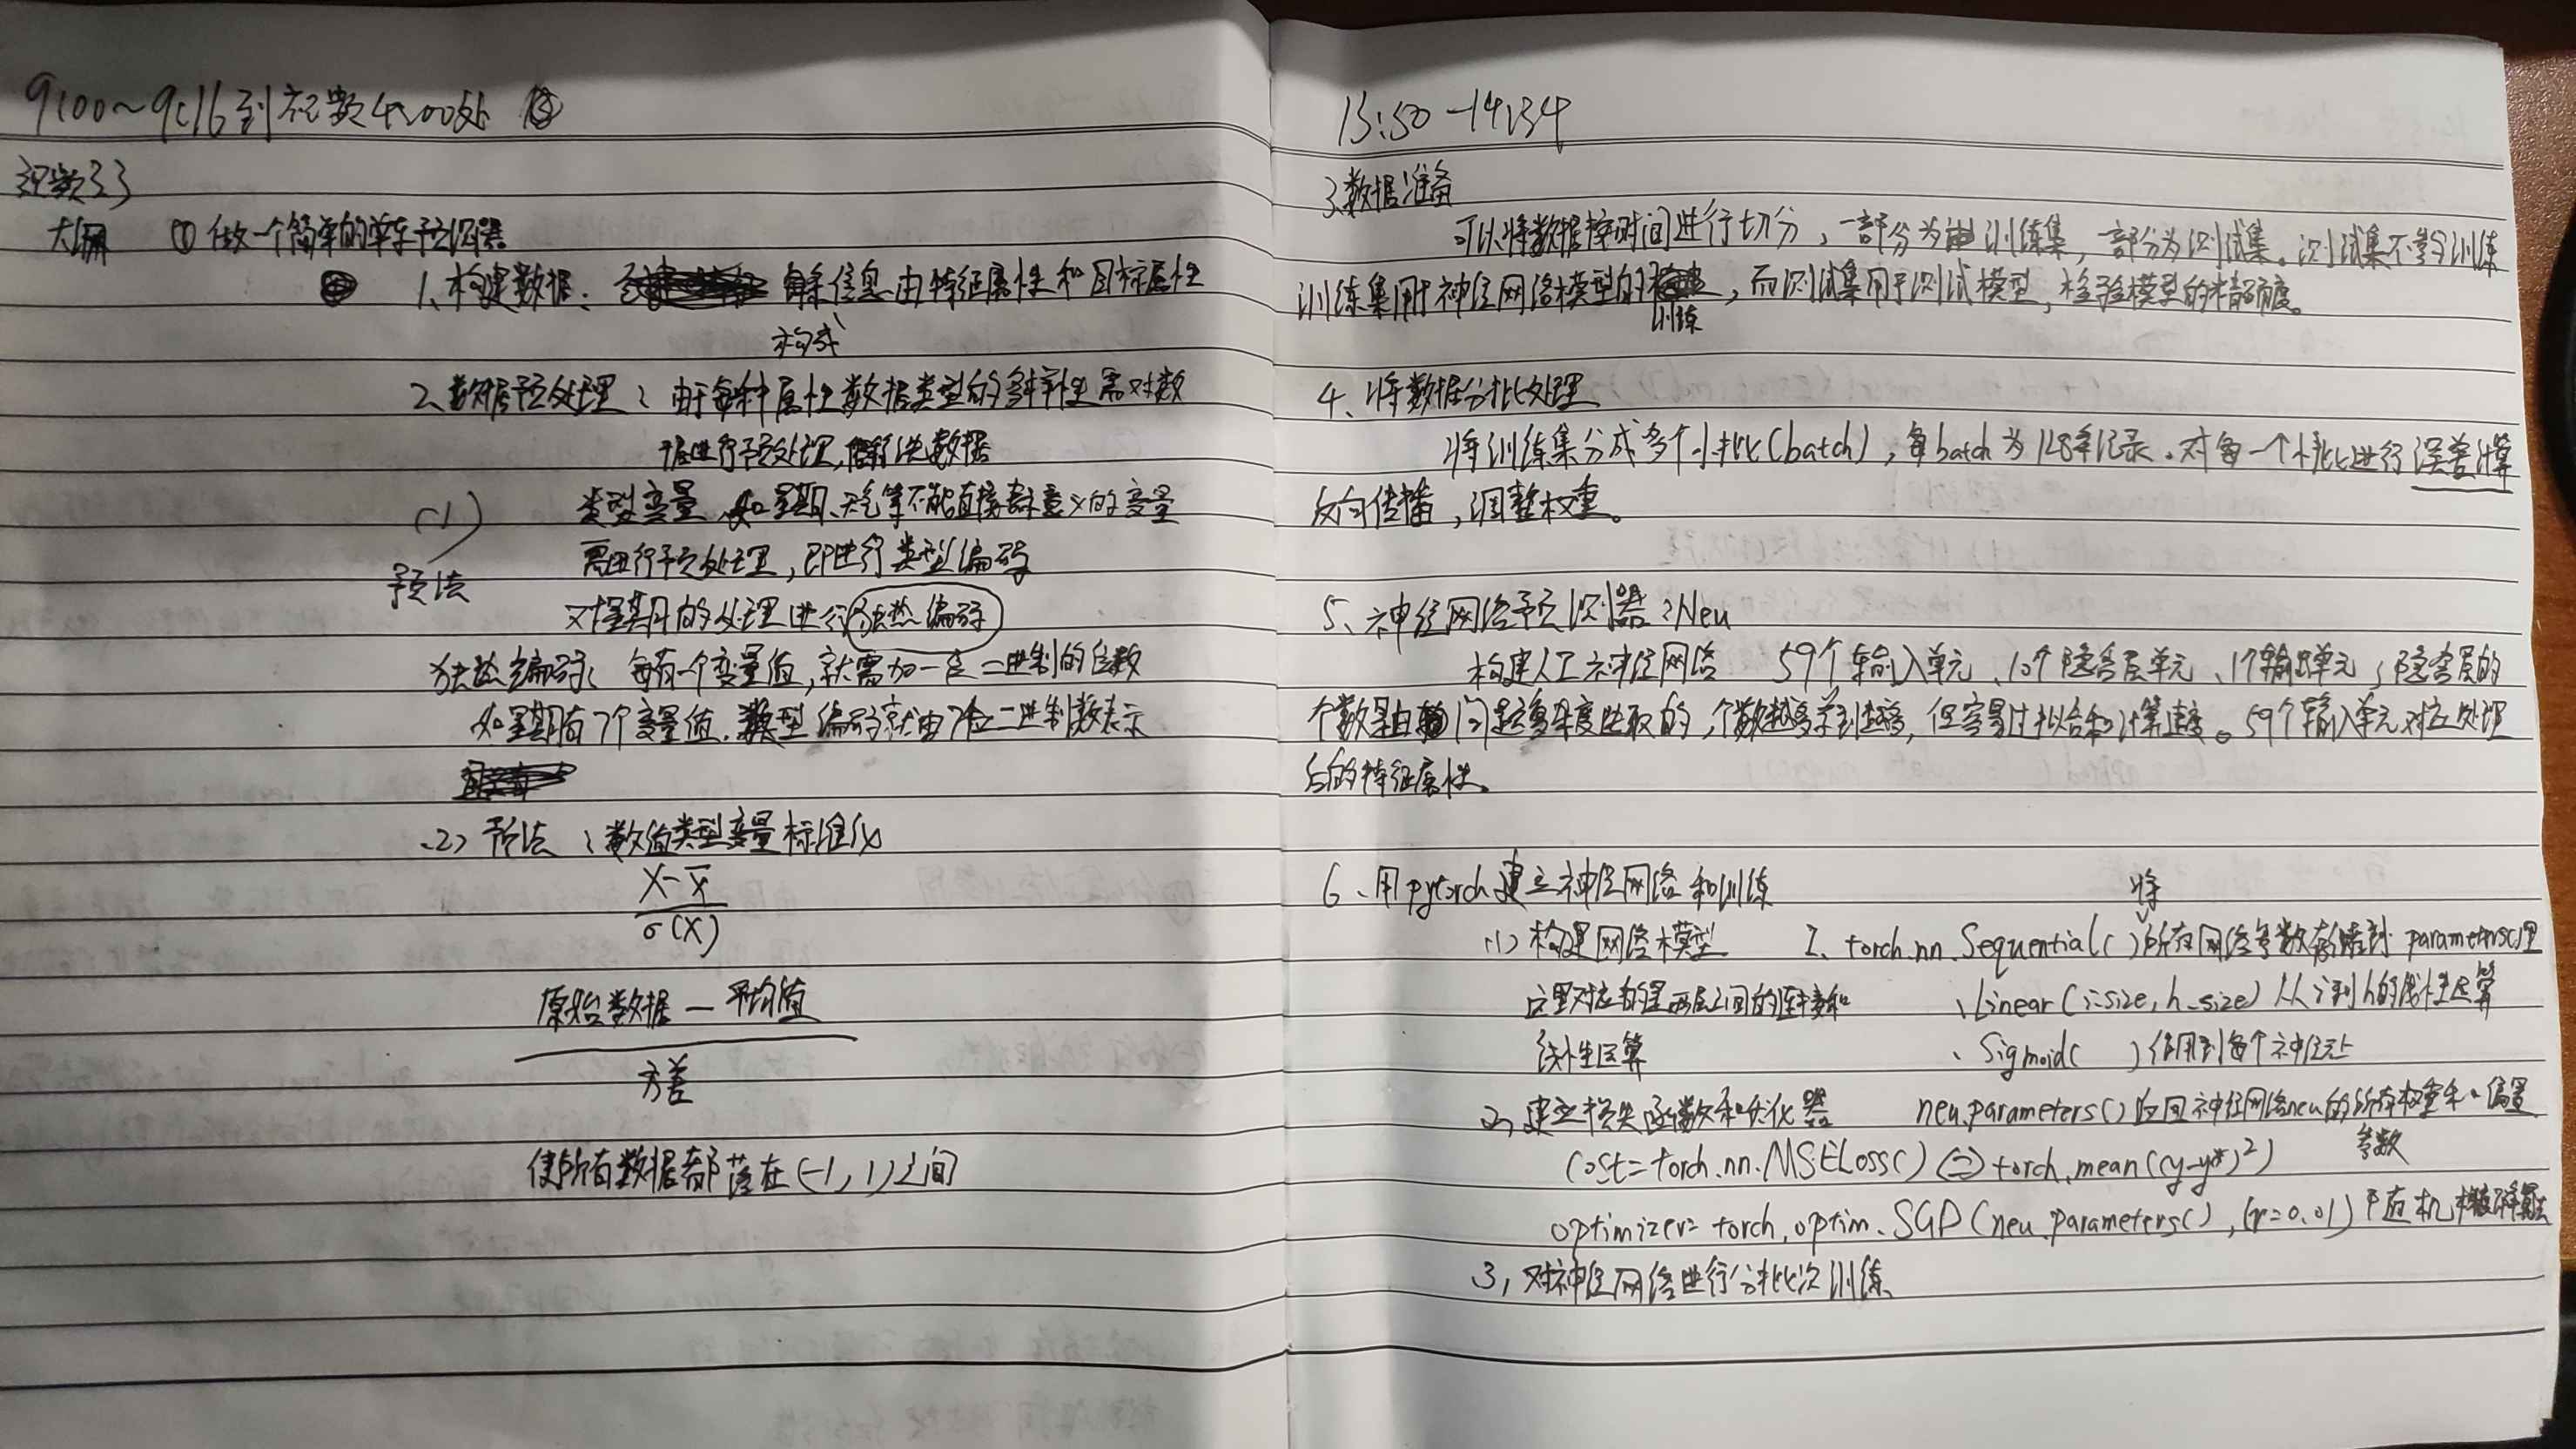 9:00~9:16到视数4:00处
视频33
大纲 ① 做一个简单的单车预测器
1、构建数据: 每条信息由特征属性和目标属性
构成
2、数据预处理: 由于每种属性数据类型的多样性需对数
据进行预处理,数据
(1) 类型变量 如星期、天气等不能直接表示意义的变量
需进行预处理,即进行类型编码
预法
对星期的处理进行独热编码
独热编码: 每有一个变量值,就需加一位二进制的位数
如星期有7个变量值.类型编码就由7位二进制数表示
(2) 预法:数值类型变量标准化
X-X̄
σ(X)
原始数据-平均值
方差
使所有数据都落在(-1,1)之间
13:50-14:34
3、数据准备
可以将数据按时间进行切分,一部分为训练集,一部分为测试集。测试集不参与训练
训练集用于神经网络模型的训练,而测试集用于测试模型,检验模型的精确度。
4、将数据分批处理
将训练集分成多个小批(batch),每batch为128条记录.对每一个小批进行误差计算
反向传播,调整权重。
5、神经网络预测器:Neu
构建人工神经网络 59个输入单元、10个隐含层单元、1个输出单元;隐含层的
个数是由问题复杂度选取的,个数越多学到越多,但容易过拟合和计算速度。59个输入单元对应处理
后的特征属性。
6、用pytorch建立神经网络和训练
(1)构建网络模型 1、torch.nn.Sequential()将所有网络参数存储到parameters()里
这里对应的是两层之间的连接和 、Linear(i-size,h-size)从i到h的线性运算
线性运算 、Sigmoid( )作用到每个神经元上
2,建立损失函数和优化器 neu.parameters()返回神经网络neu的所有权重和偏置
参数
Cost=torch.nn.MSELoss()⇔torch.mean((y-y*)²)
optimizer=torch.optim.SGD(neu.parameters(),lr=0.01)随机梯度下降算法
3,对神经网络进行分批次训练